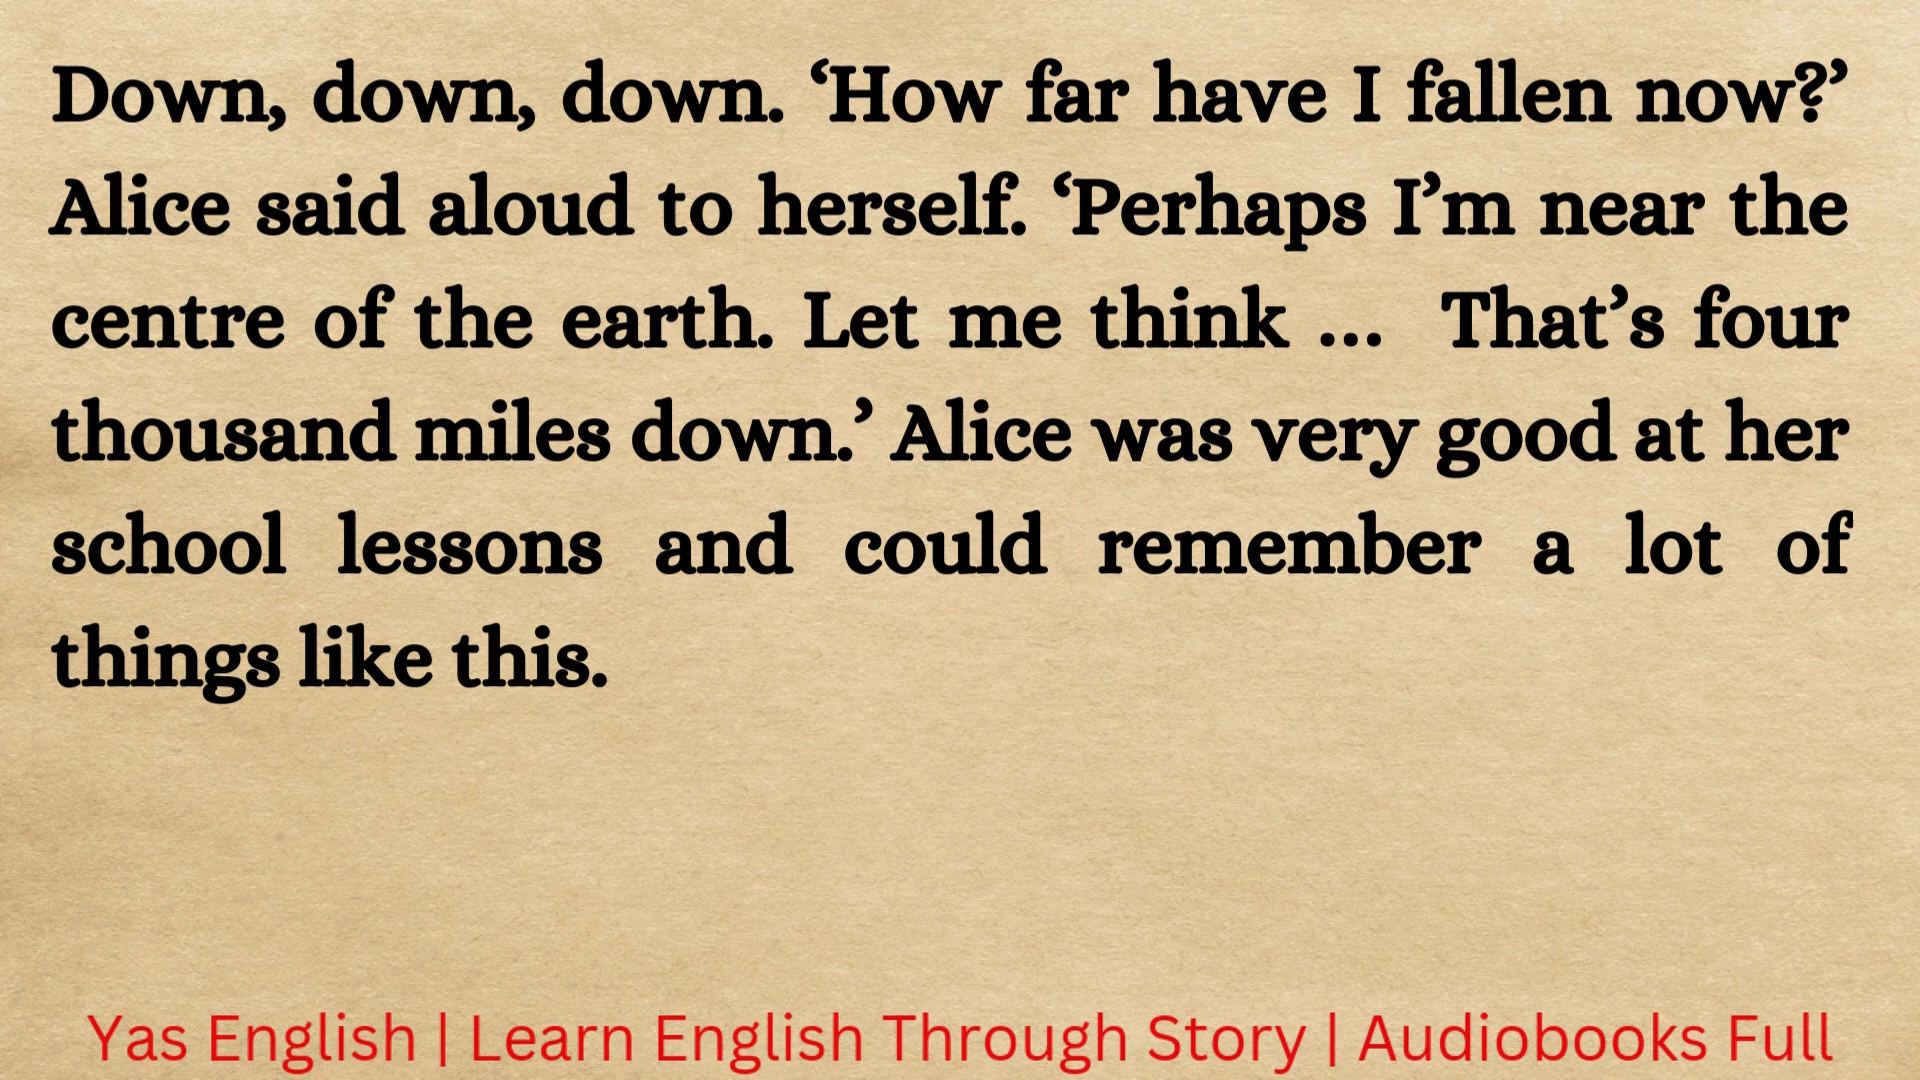 Down, down, down. ‘How far have I fallen now?’
Alice said aloud to herself. ‘Perhaps I’m near the
centre of the earth. Let me think ... That’s four
thousand miles down.’ Alice was very good at her
school lessons and could remember a lot of
things like this.
Yas English | Learn English Through Story | Audiobooks Full